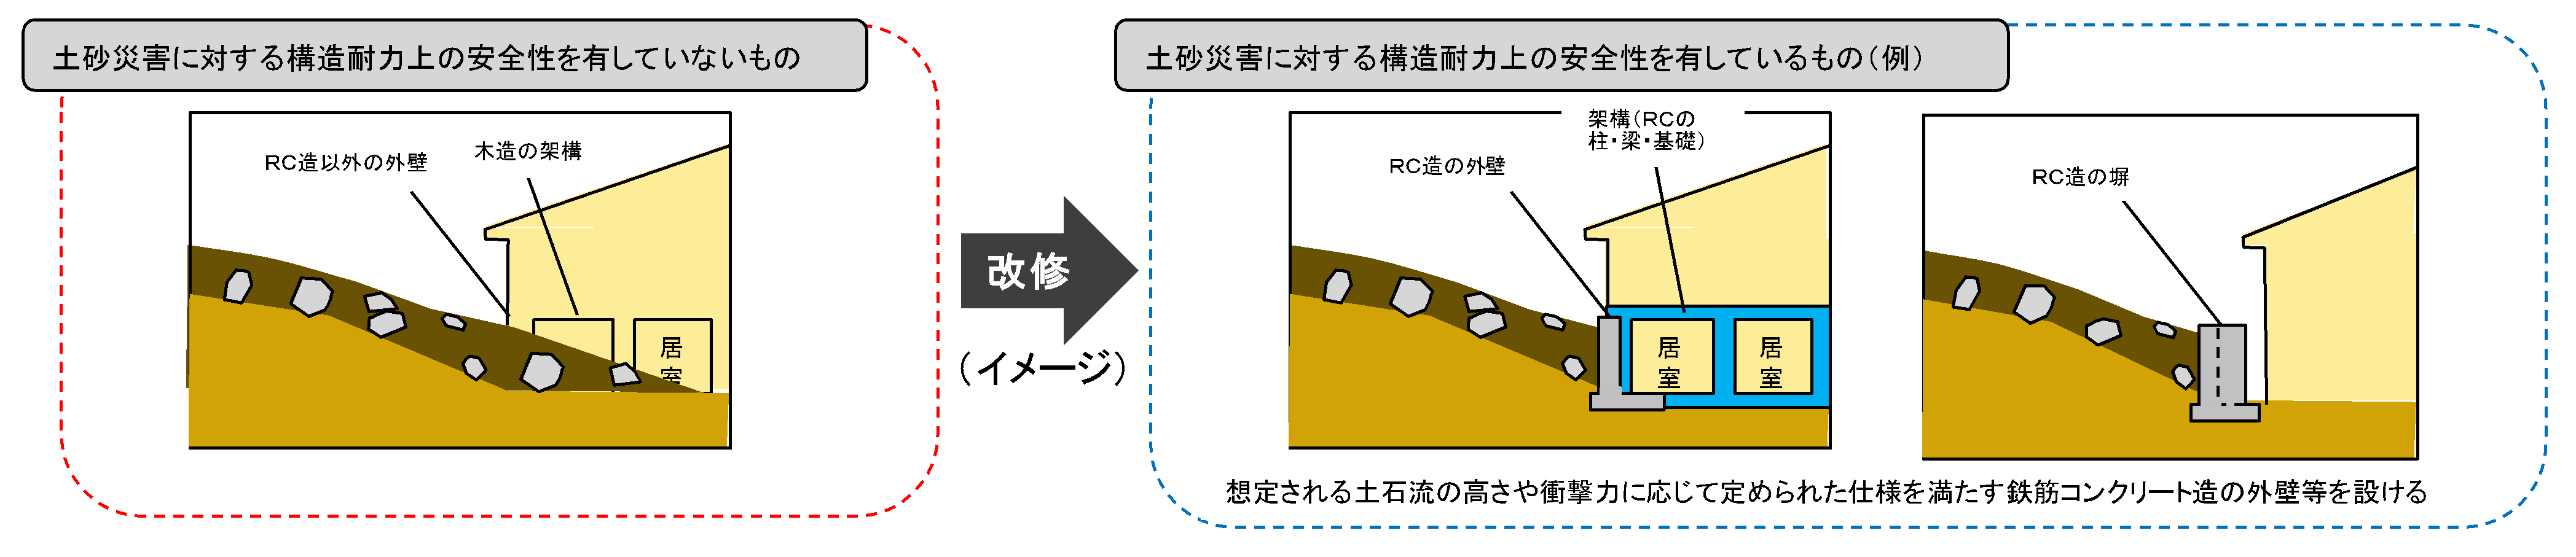 土砂災害に対する構造耐力上の安全性を有していないもの
RC造以外の外壁
木造の架構
居
室
改修
（イメージ）
土砂災害に対する構造耐力上の安全性を有しているもの（例）
RC造の外壁
架構（RCの
柱・梁・基礎）
居
室
居
室
RC造の塀
想定される土石流の高さや衝撃力に応じて定められた仕様を満たす鉄筋コンクリート造の外壁等を設ける